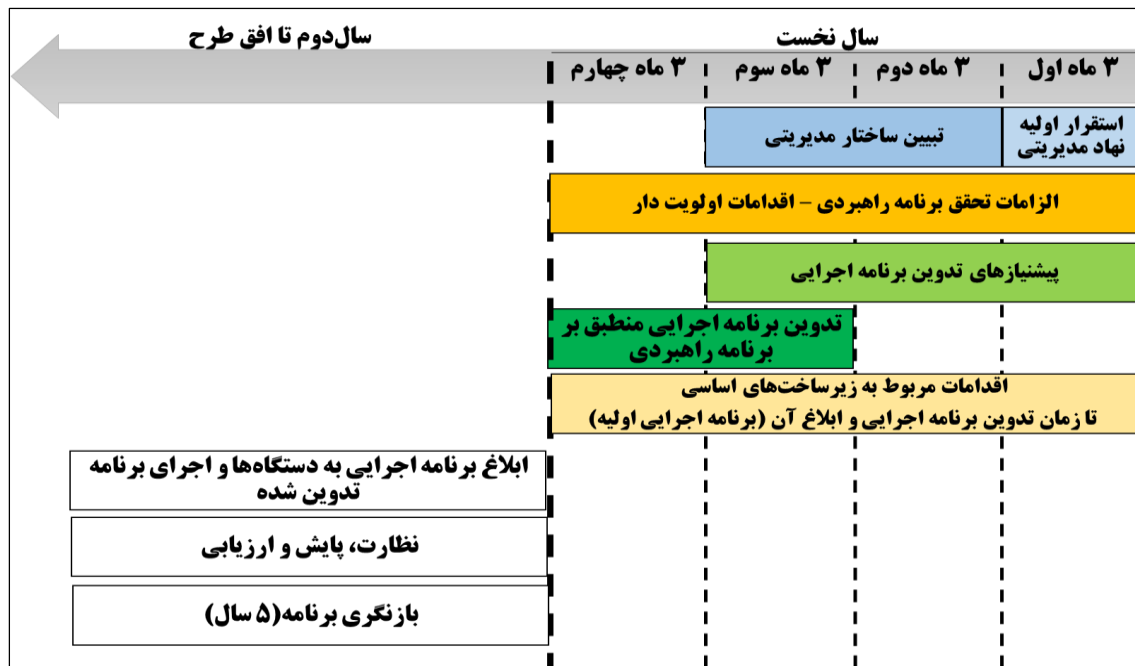 سال نخست
سال‌دوم تا افق طرح
۳ ماه اول
۳ ماه دوم
۳ ماه سوم
۳ ماه چهارم
استقرار اولیه
نهاد مدیریتی
تبیین ساختار مدیریتی
الزامات تحقق برنامه راهبردی – اقدامات اولویت دار
پیشنیازهای تدوین برنامه اجرایی
تدوین برنامه اجرایی منطبق بر
برنامه راهبردی
اقدامات مربوط به زیرساخت‌های اساسی
تا زمان تدوین برنامه اجرایی و ابلاغ آن (برنامه اجرایی اولیه)
ابلاغ برنامه اجرایی به دستگاه‌ها و اجرای برنامه
تدوین شده
نظارت، پایش و ارزیابی
بازنگری برنامه(۵ سال)